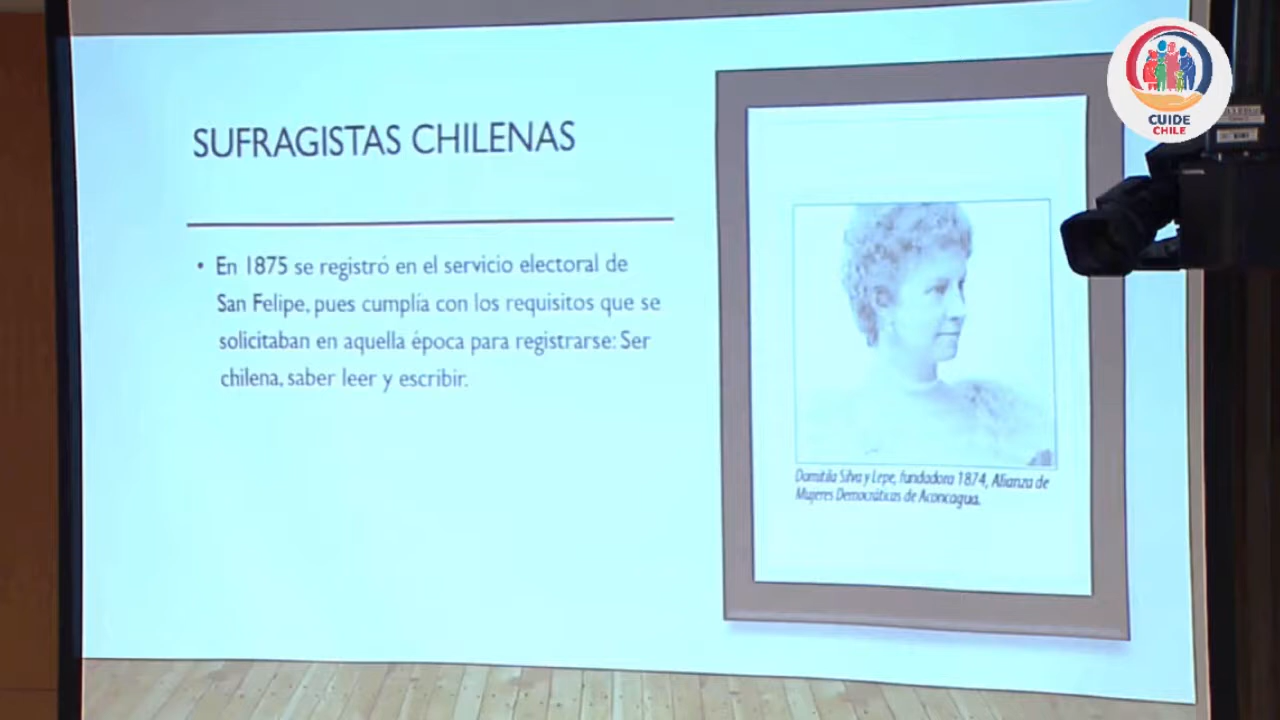 SUFRAGISTAS CHILENAS
• En 1875 se registró en el servicio electoral de
San Felipe, pues cumplía con los requisitos que se
solicitaban en aquella época para registrarse: Ser
chilena, saber leer y escribir.
Domitila Silva y Lepe, fundadora 1874, Alianza de
Mujeres Democráticas de Aconcagua.
CUIDE
CHILE